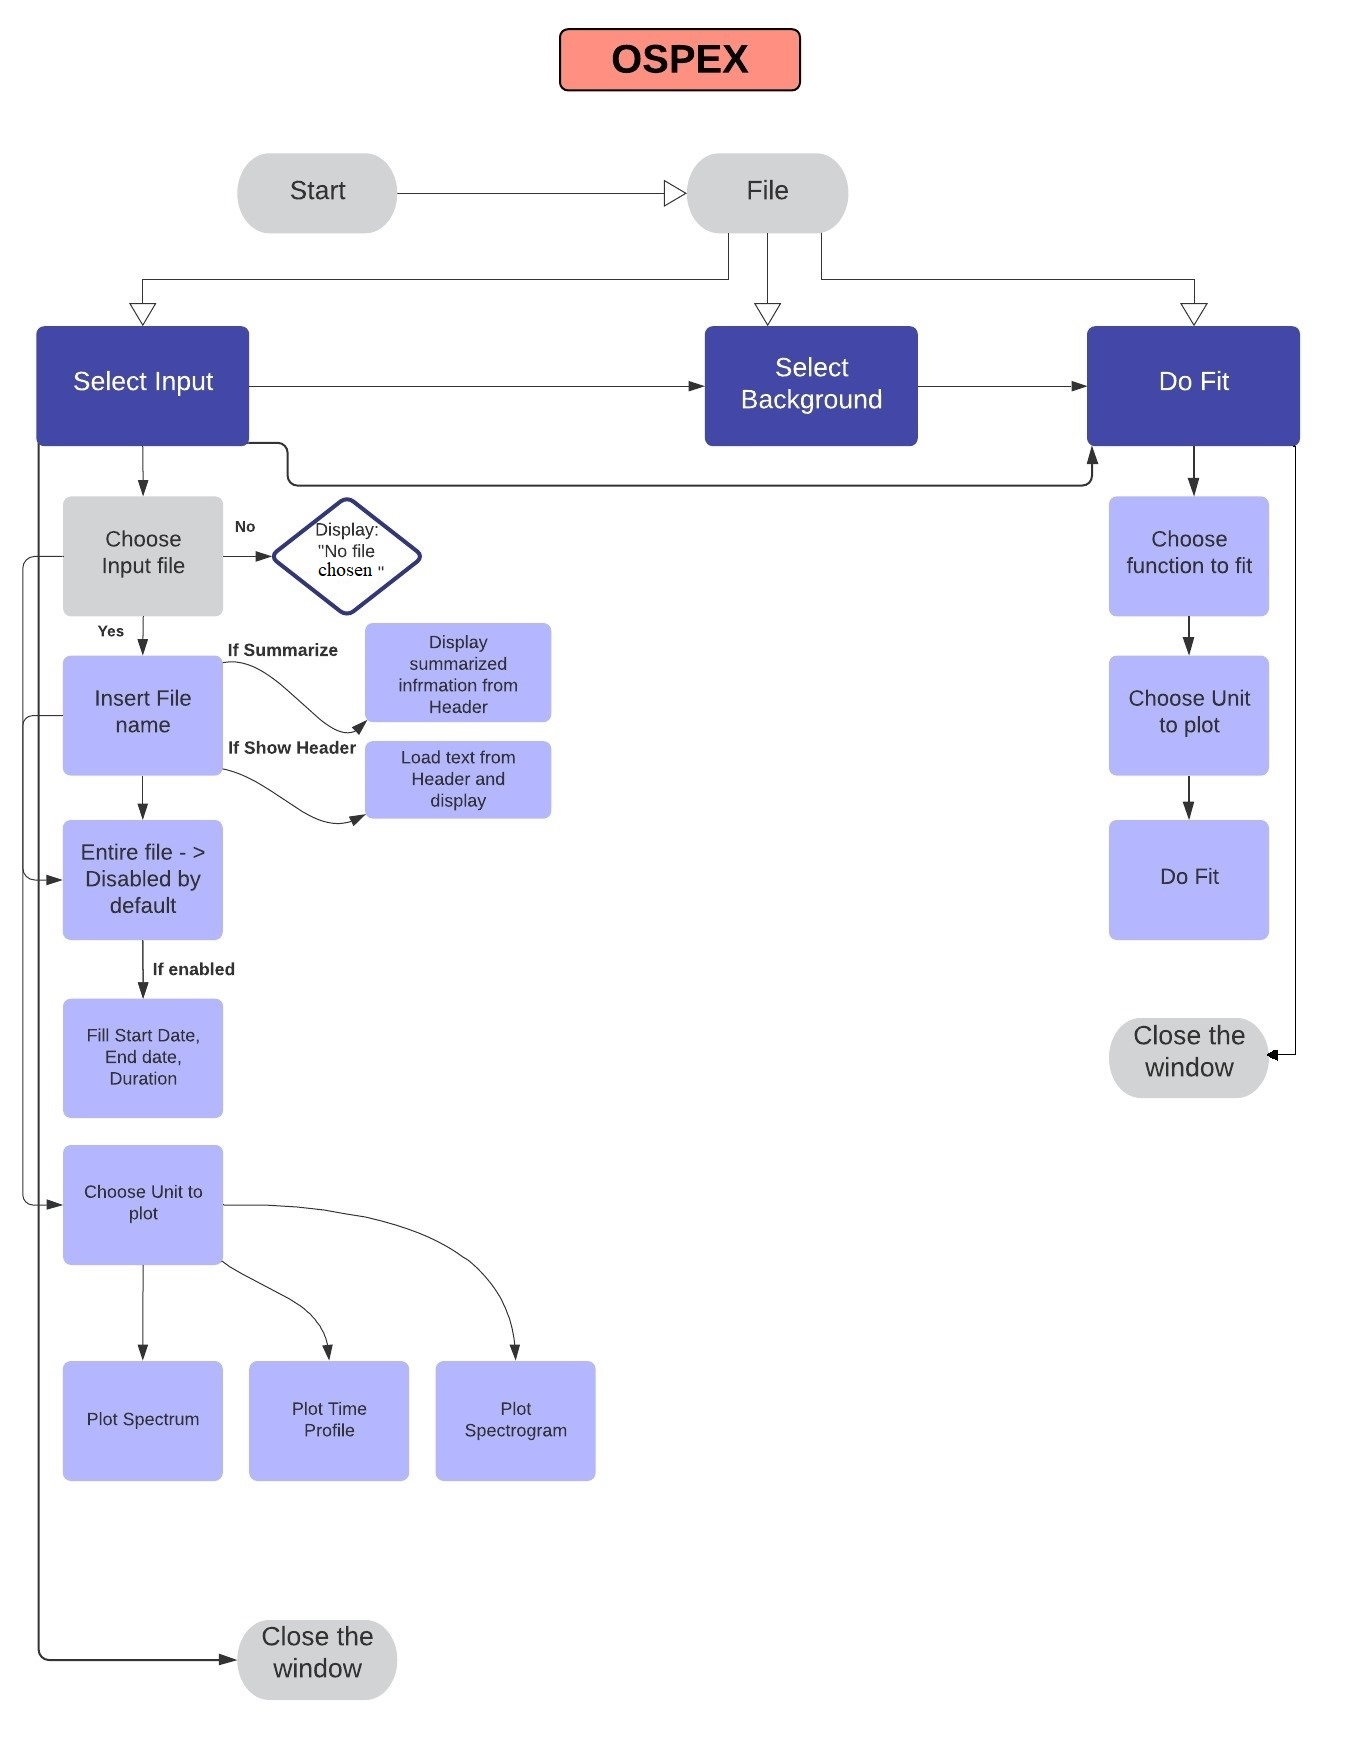 OSPEX
Start
File
Select Input
Select
Background
Do Fit
Choose
Input file
No
Display:
"No file
chosen "
Choose
function to fit
Yes
If Summarize
Display
summarized
infrmation from
Header
Insert File
name
Choose Unit
to plot
If Show Header
Load text from
Header and
display
Entire file - >
Disabled by
default
Do Fit
If enabled
Fill Start Date,
End date,
Duration
Close the
window
Choose Unit to
plot
Plot Spectrum
Plot Time
Profile
Plot
Spectrogram
Close the
window